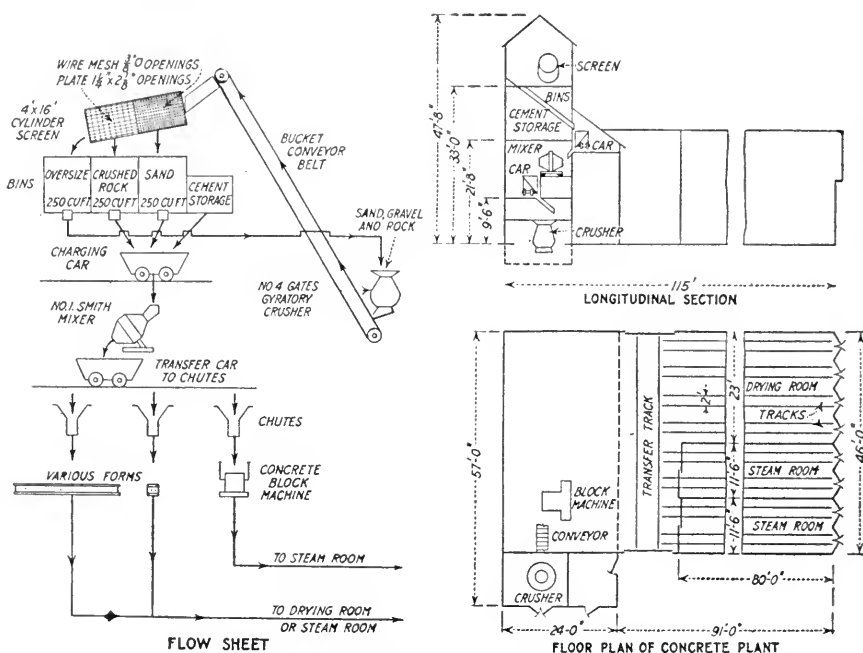 WIRE MESH 3/8" O OPENINGS
PLATE 1 1/4" x 2 3/8" OPENINGS
4' x 16'
CYLINDER
SCREEN
BUCKET
CONVEYOR
BELT
BINS
OVERSIZE
250 CU FT
CRUSHED
ROCK
250 CU FT
SAND
250 CU FT
CEMENT
STORAGE
SAND, GRAVEL
AND ROCK
CHARGING
CAR
NO 4 GATES
GYRATORY
CRUSHER
NO. 1. SMITH
MIXER
TRANSFER CAR
TO CHUTES
CHUTES
VARIOUS FORMS
CONCRETE
BLOCK
MACHINE
TO STEAM ROOM
TO DRYING ROOM
OR STEAM ROOM
FLOW SHEET
47'-8"
33'-0"
21'-8"
9'-6"
SCREEN
BINS
CEMENT
STORAGE
MIXER
CAR
CAR
CRUSHER
115'
LONGITUDINAL SECTION
57'-0"
TRANSFER TRACK
DRYING ROOM
2'
23'
TRACKS
46'-0"
11'-6"
STEAM ROOM
BLOCK
MACHINE
CONVEYOR
11'-6"
STEAM ROOM
CRUSHER
80'-0"
24'-0"
91'-0"
FLOOR PLAN OF CONCRETE PLANT